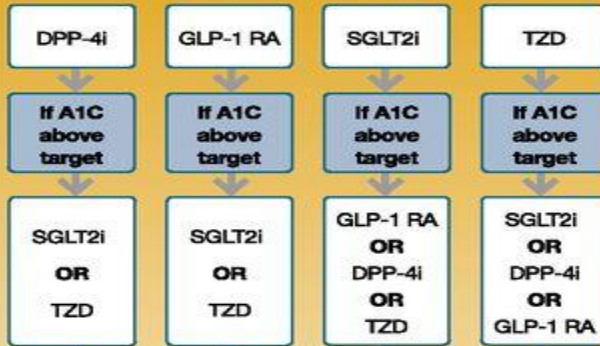 DPP-4i
GLP-1 RA
SGLT2i
TZD
If A1C
above
target
If A1C
above
target
If A1C
above
target
If A1C
above
target
SGLT2i
OR
TZD
SGLT2i
OR
TZD
GLP-1 RA
OR
DPP-4i
OR
TZD
SGLT2i
OR
DPP-4i
OR
GLP-1 RA